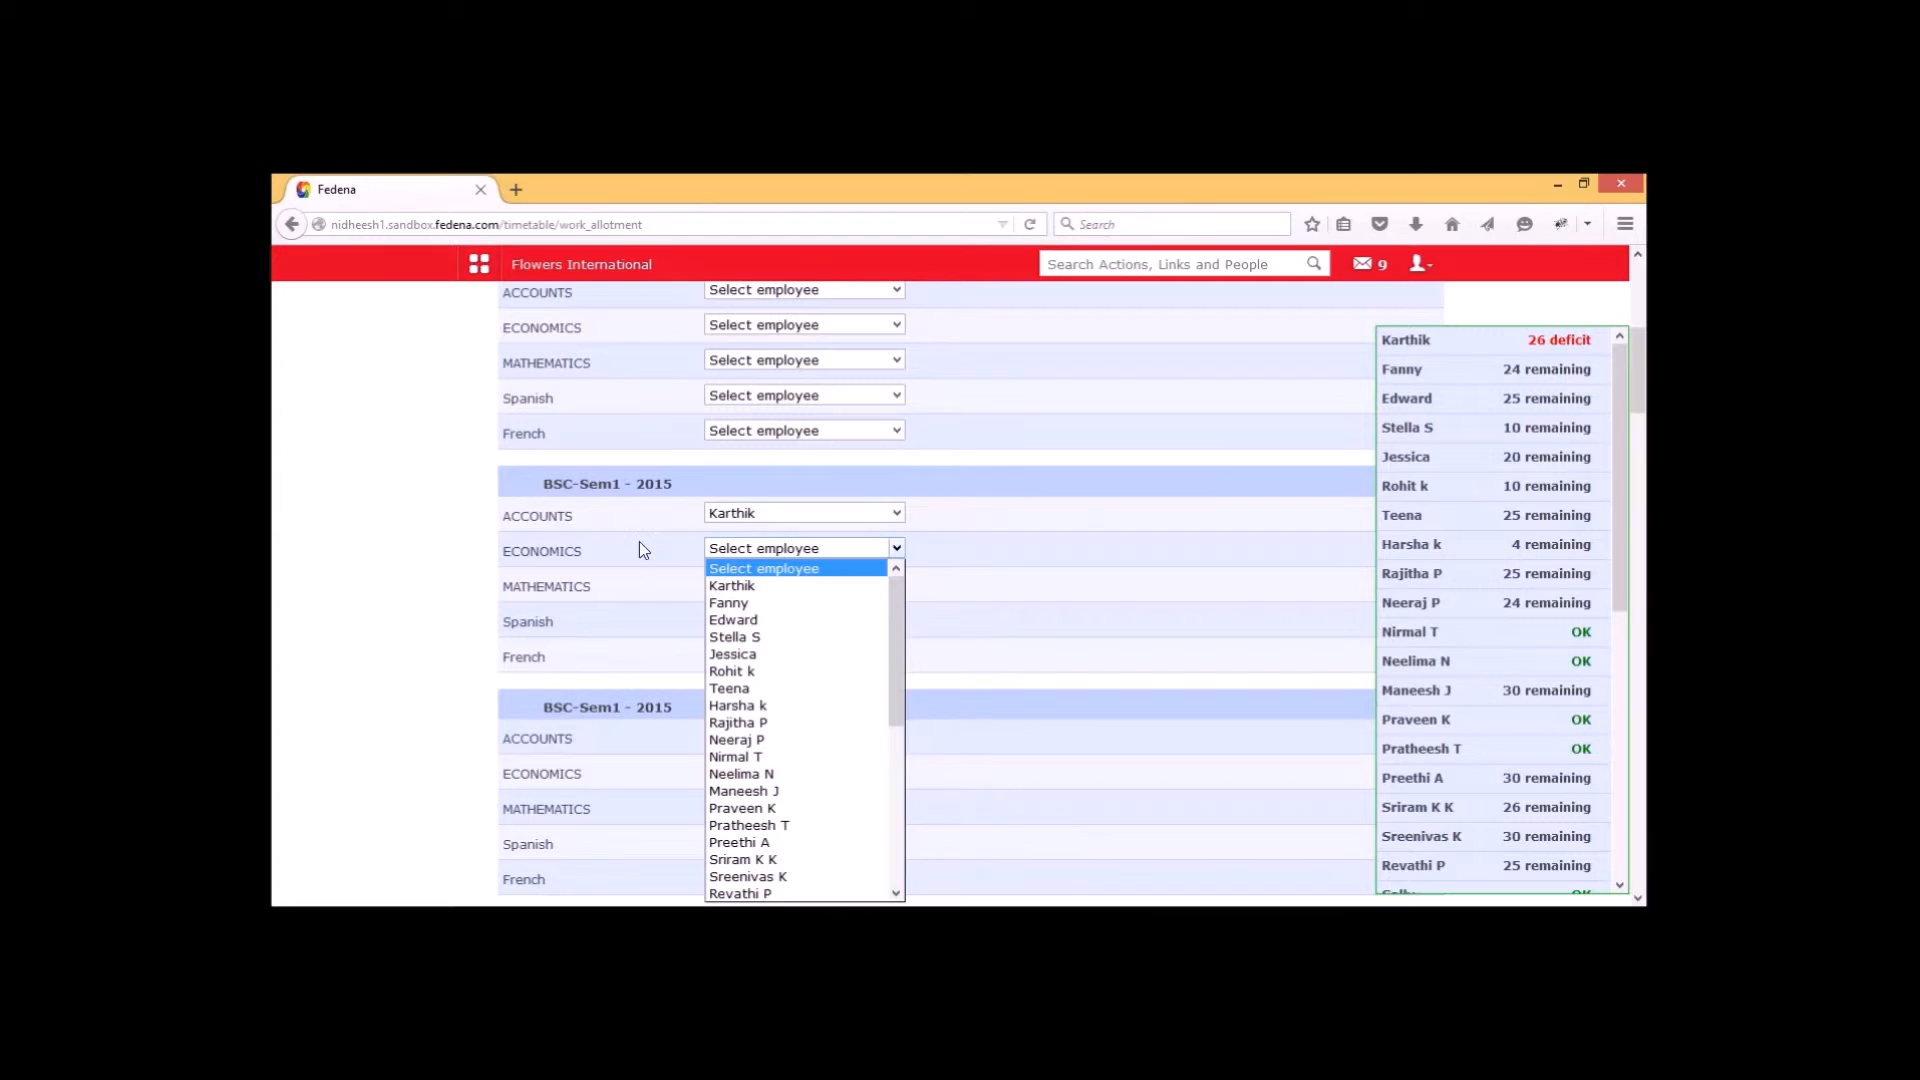 Fedena
nidheesh1.sandbox.fedena.com/timetable/work_allotment
Search
Flowers International
Search Actions, Links and People
9
ACCOUNTS Select employee
ECONOMICS Select employee
MATHEMATICS Select employee
Spanish Select employee
French Select employee
BSC-Sem1 - 2015
ACCOUNTS Karthik
ECONOMICS Select employee
MATHEMATICS
Spanish
French
BSC-Sem1 - 2015
ACCOUNTS
ECONOMICS
MATHEMATICS
Spanish
French
Select employee
Karthik
Fanny
Edward
Stella S
Jessica
Rohit k
Teena
Harsha k
Rajitha P
Neeraj P
Nirmal T
Neelima N
Maneesh J
Praveen K
Pratheesh T
Preethi A
Sriram K K
Sreenivas K
Revathi P
Karthik 26 deficit
Fanny 24 remaining
Edward 25 remaining
Stella S 10 remaining
Jessica 20 remaining
Rohit k 10 remaining
Teena 25 remaining
Harsha k 4 remaining
Rajitha P 25 remaining
Neeraj P 24 remaining
Nirmal T OK
Neelima N OK
Maneesh J 30 remaining
Praveen K OK
Pratheesh T OK
Preethi A 30 remaining
Sriram K K 26 remaining
Sreenivas K 30 remaining
Revathi P 25 remaining